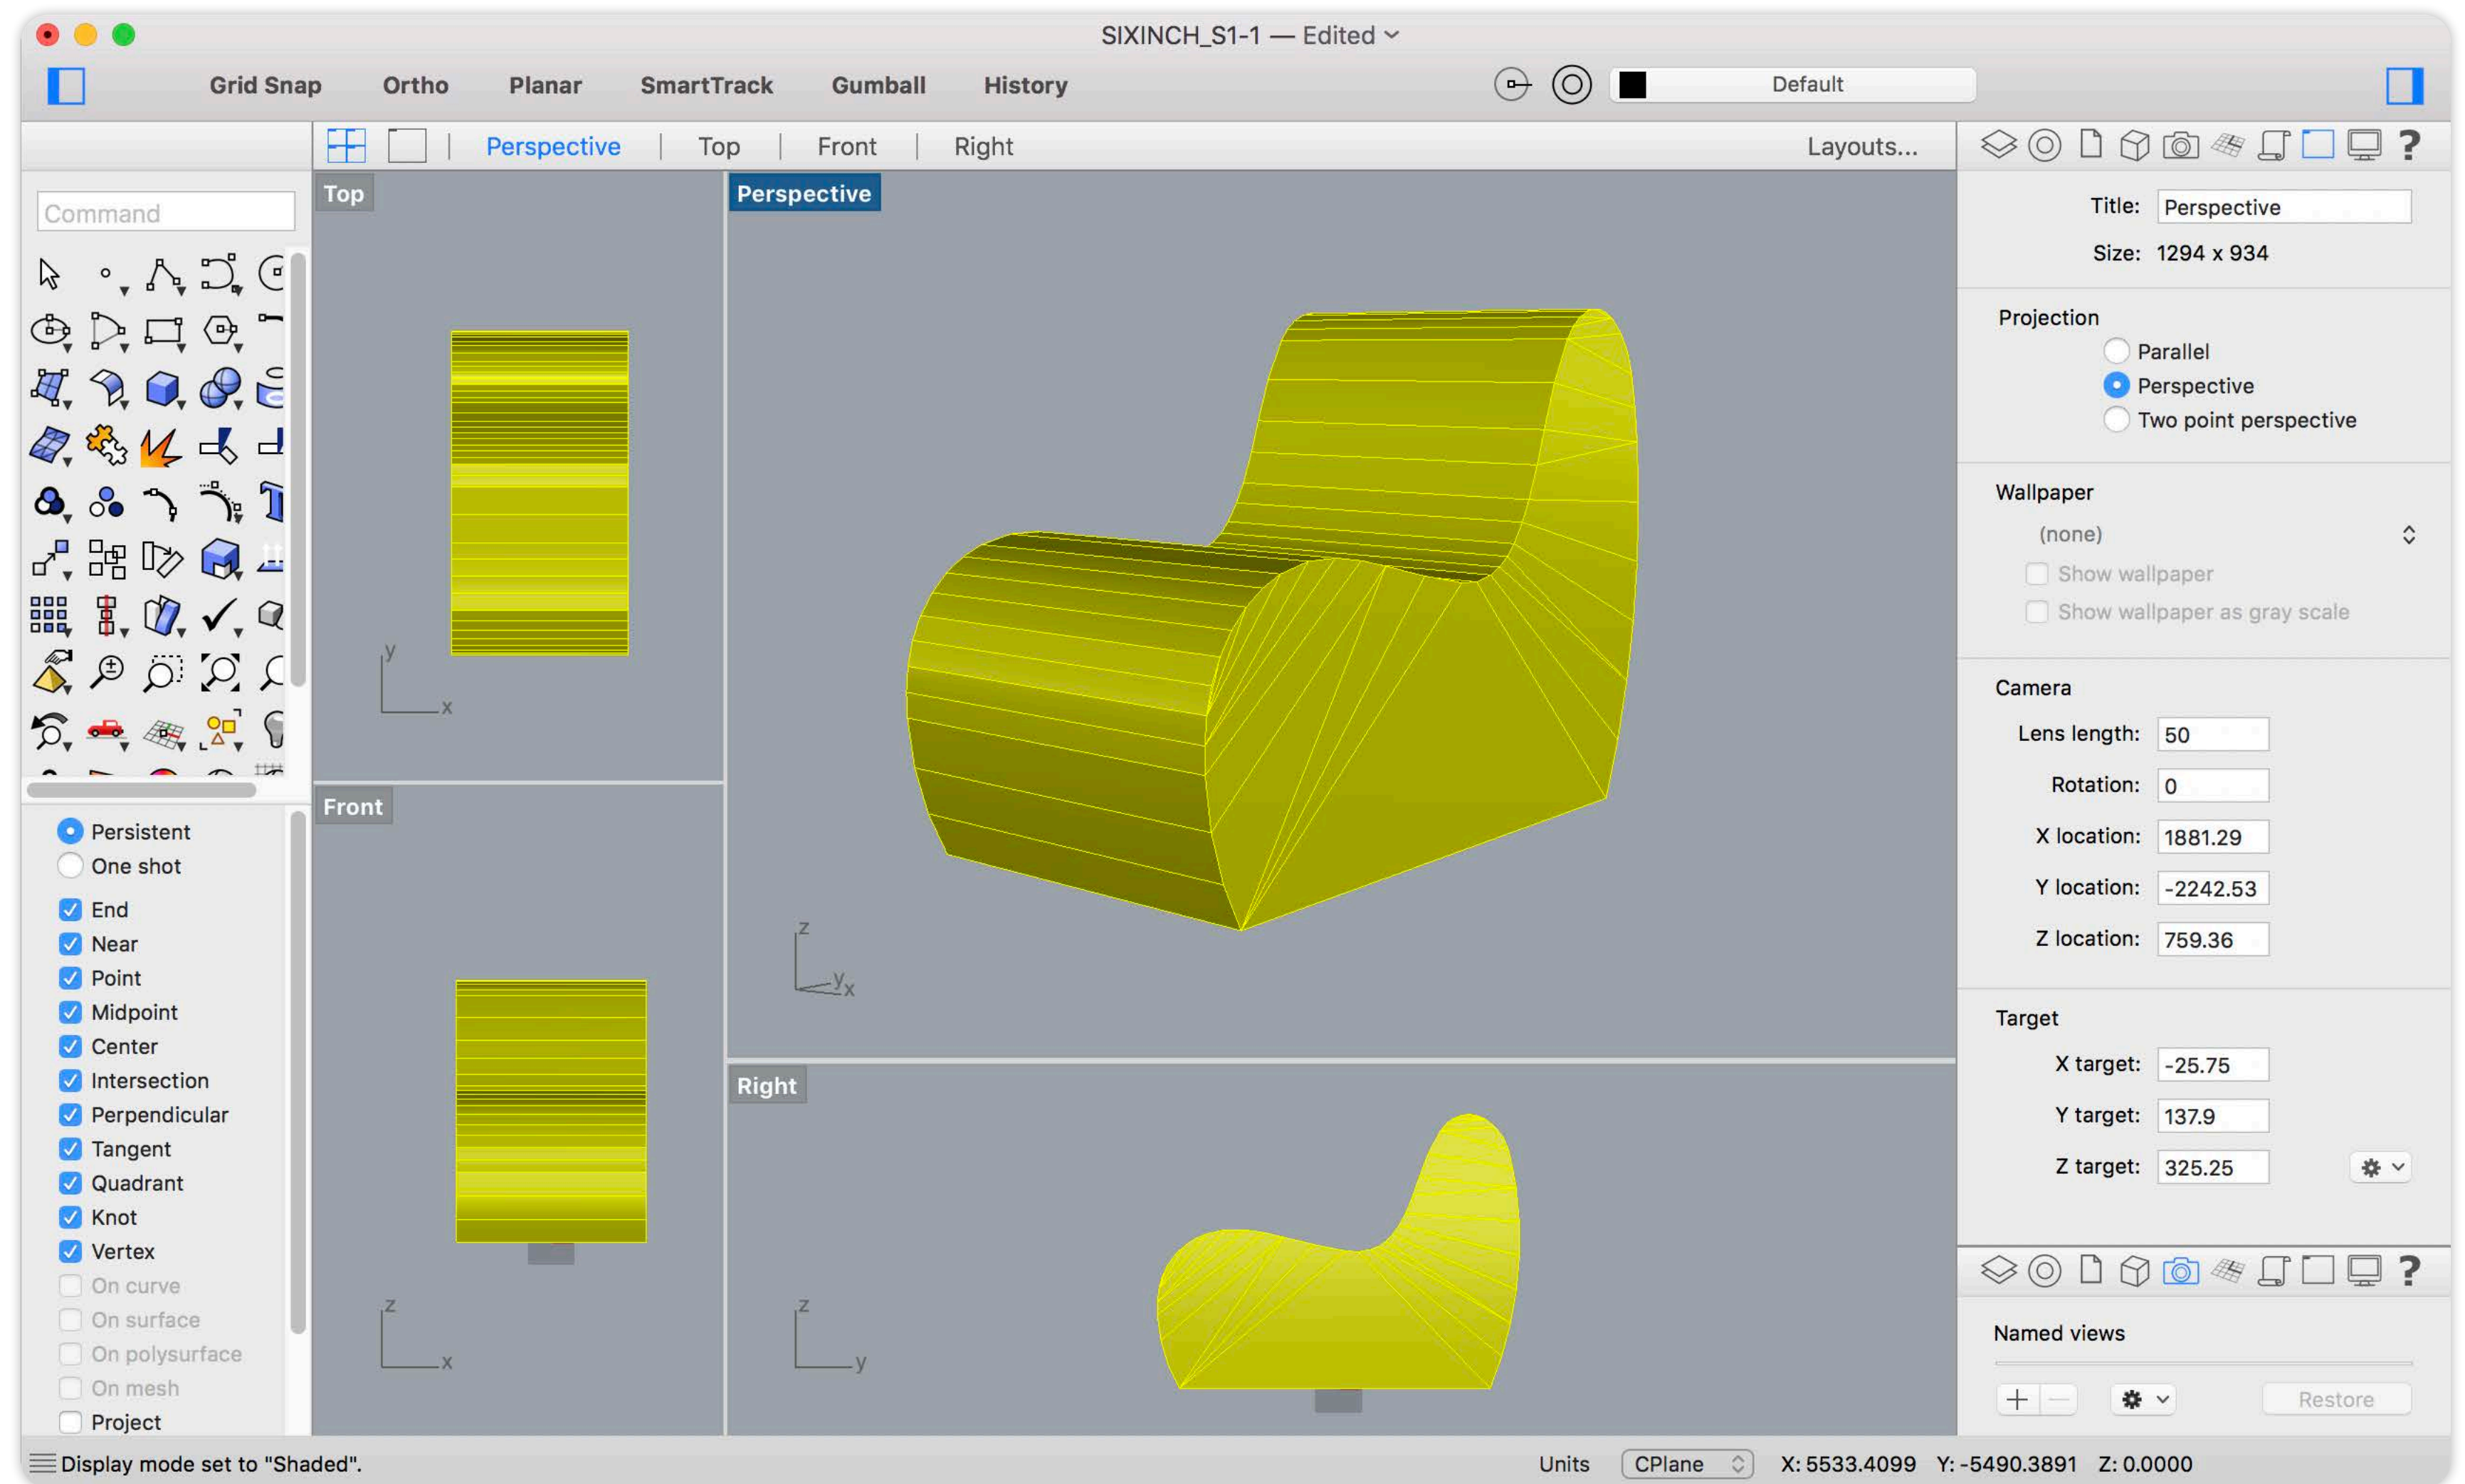 SIXINCH_S1-1 — Edited
Grid Snap Ortho Planar SmartTrack Gumball History Default
Perspective | Top | Front | Right Layouts...
Command
Top
y
x
Perspective
z
y
x
Front
z
x
Right
z
y
Persistent
One shot
End
Near
Point
Midpoint
Center
Intersection
Perpendicular
Tangent
Quadrant
Knot
Vertex
On curve
On surface
On polysurface
On mesh
Project
?
Title: Perspective
Size: 1294 x 934
Projection
Parallel
Perspective
Two point perspective
Wallpaper
(none)
Show wallpaper
Show wallpaper as gray scale
Camera
Lens length: 50
Rotation: 0
X location: 1881.29
Y location: -2242.53
Z location: 759.36
Target
X target: -25.75
Y target: 137.9
Z target: 325.25
?
Named views
Restore
Display mode set to "Shaded". Units CPlane X: 5533.4099 Y: -5490.3891 Z: 0.0000